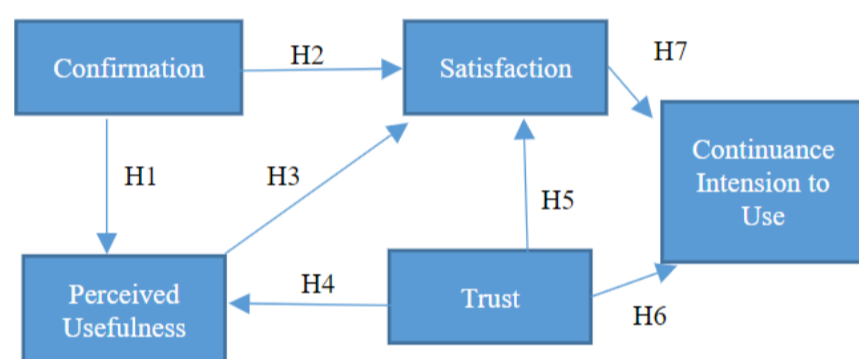 Confirmation
H2
Satisfaction
H7
Continuance
Intension to
Use
H1
H3
H5
Perceived
Usefulness
H4
Trust
H6